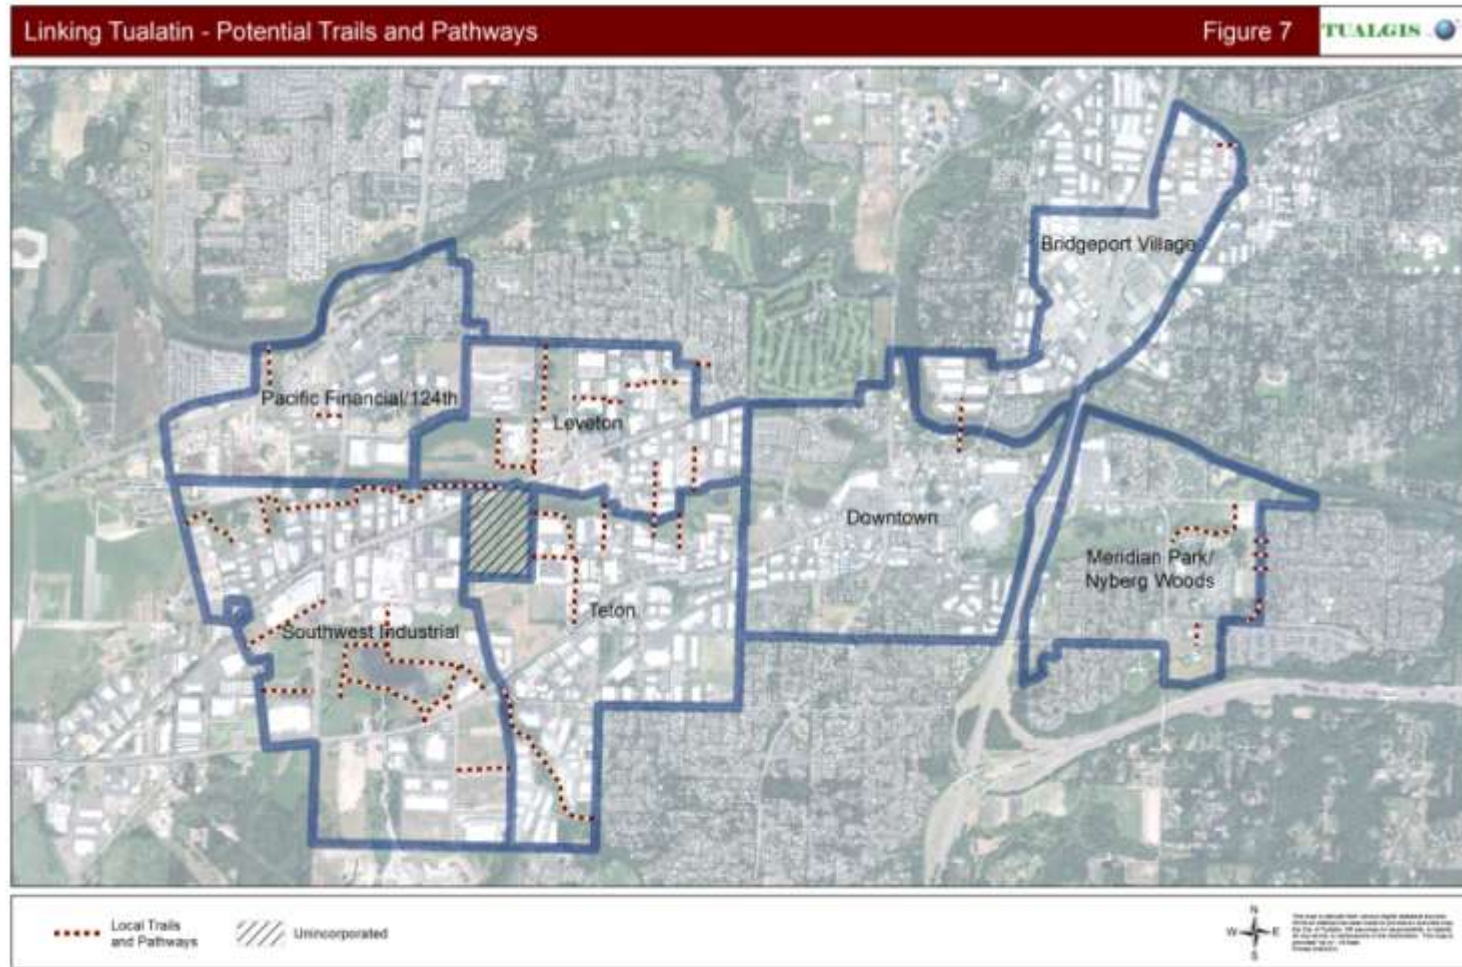 Linking Tualatin - Potential Trails and Pathways
Figure 7
TUALGIS
Bridgeport Village
Pacific Financial/124th
Leveton
Downtown
Meridian Park/
Nyberg Woods
Teton
Southwest Industrial
Local Trails
and Pathways
Unincorporated
N
W
E
S